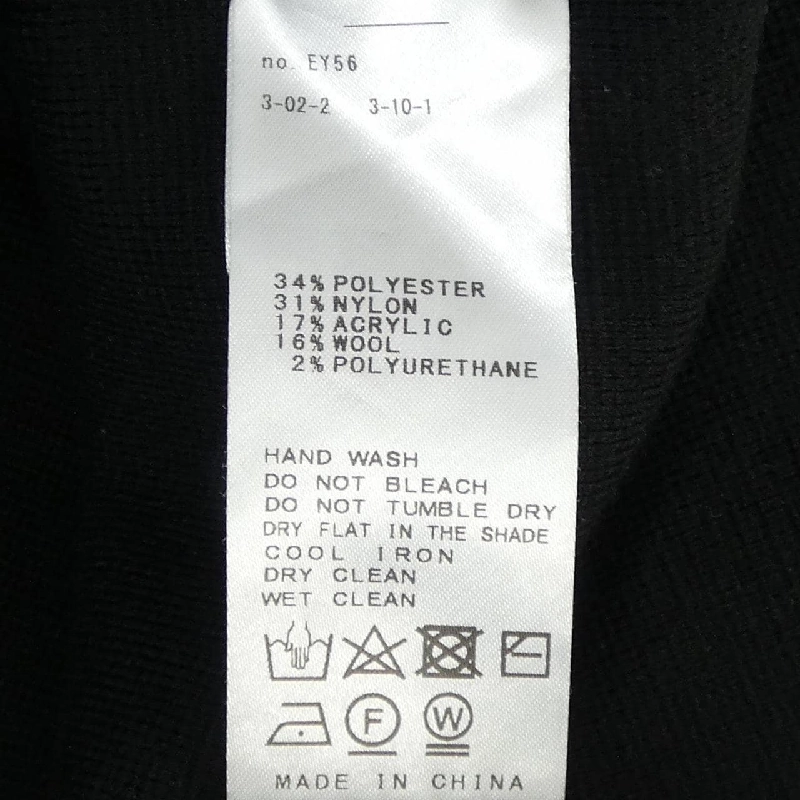 no. EY56
3-02-2 3-10-1
34% POLYESTER
31% NYLON
17% ACRYLIC
16% WOOL
2% POLYURETHANE
HAND WASH
DO NOT BLEACH
DO NOT TUMBLE DRY
DRY FLAT IN THE SHADE
COOL IRON
DRY CLEAN
WET CLEAN
F W
MADE IN CHINA